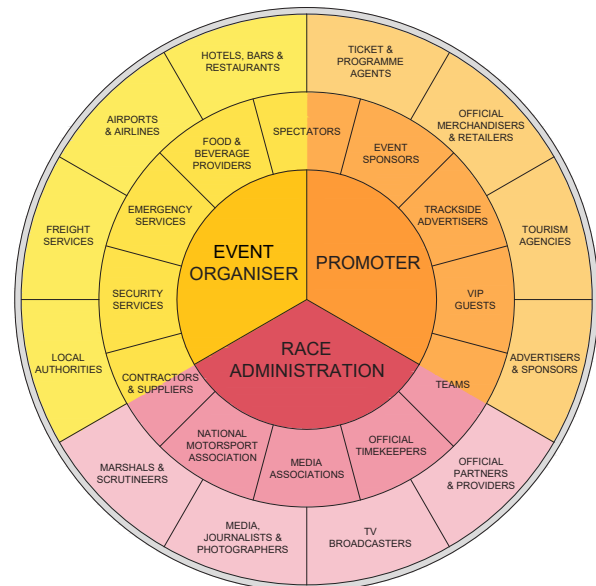 HOTELS, BARS &
RESTAURANTS
TICKET &
PROGRAMME
AGENTS
AIRPORTS
& AIRLINES
OFFICIAL
MERCHANDISERS
& RETAILERS
FOOD &
BEVERAGE
PROVIDERS
SPECTATORS
EVENT
SPONSORS
EMERGENCY
SERVICES
TRACKSIDE
ADVERTISERS
FREIGHT
SERVICES
TOURISM
AGENCIES
EVENT
ORGANISER
PROMOTER
SECURITY
SERVICES
VIP
GUESTS
LOCAL
AUTHORITIES
RACE
ADMINISTRATION
ADVERTISERS
& SPONSORS
CONTRACTORS
& SUPPLIERS
TEAMS
NATIONAL
MOTORSPORT
ASSOCIATION
MEDIA
ASSOCIATIONS
OFFICIAL
TIMEKEEPERS
MARSHALS &
SCRUTINEERS
OFFICIAL
PARTNERS
& PROVIDERS
MEDIA,
JOURNALISTS &
PHOTOGRAPHERS
TV
BROADCASTERS